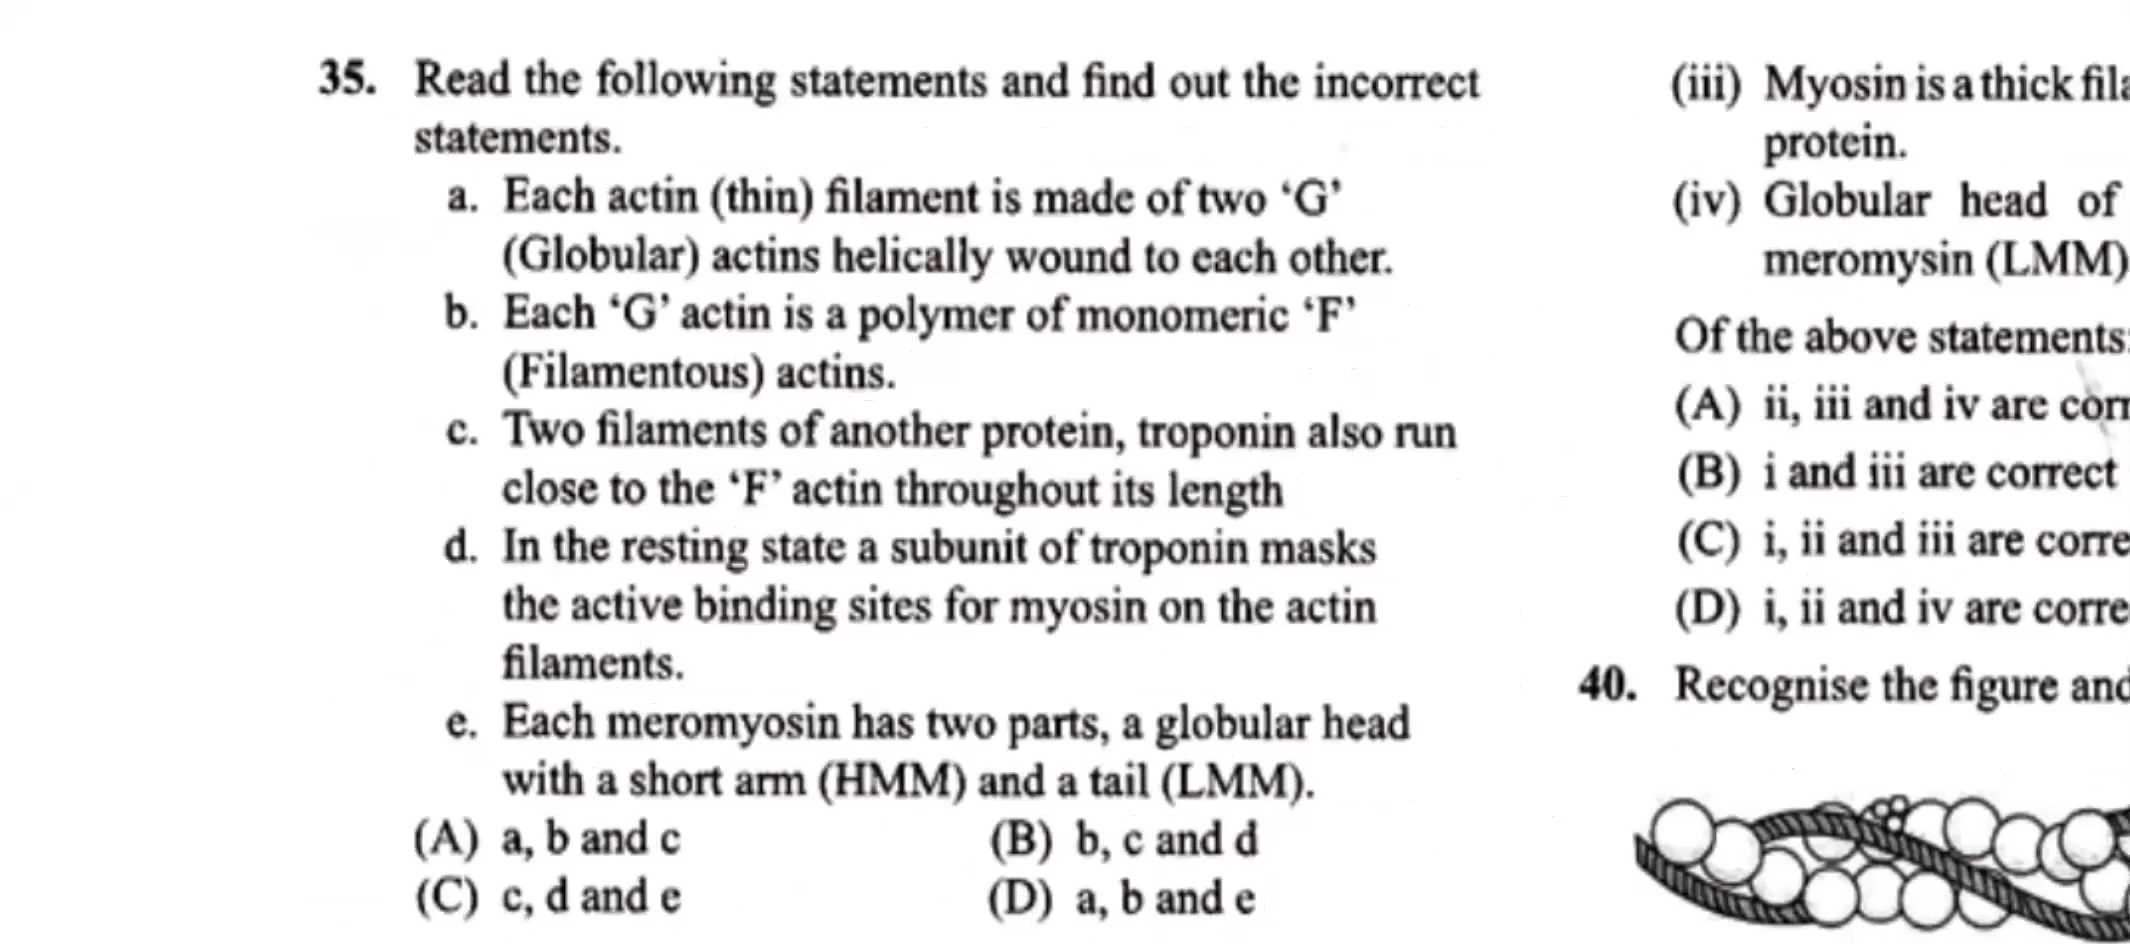 35. Read the following statements and find out the incorrect
statements.
a. Each actin (thin) filament is made of two ‘G’
(Globular) actins helically wound to each other.
b. Each ‘G’ actin is a polymer of monomeric ‘F’
(Filamentous) actins.
c. Two filaments of another protein, troponin also run
close to the ‘F’ actin throughout its length
d. In the resting state a subunit of troponin masks
the active binding sites for myosin on the actin
filaments.
e. Each meromyosin has two parts, a globular head
with a short arm (HMM) and a tail (LMM).
(A) a, b and c (B) b, c and d
(C) c, d and e (D) a, b and e
(iii) Myosin is a thick
protein.
(iv) Globular head of
meromysin (LMM)
Of the above statements:
(A) ii, iii and iv are
(B) i and iii are correct
(C) i, ii and iii are
(D) i, ii and iv are
40. Recognise the figure and